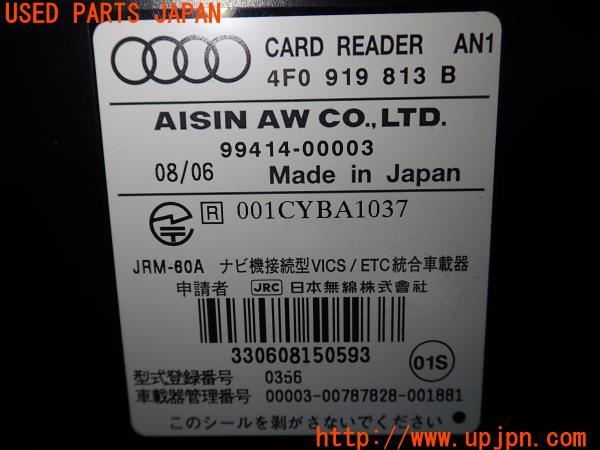 USED PARTS JAPAN
CARD READER AN1
4F0 919 813 B
AISIN AW CO.,LTD.
99414-00003
08/06 Made in Japan
R 001CYBA1037
JRM-60A ナビ機接続型VICS/ETC統合車載器
申請者 JRC 日本無線株式會社
330608150593
01S
型式登録番号 0356
車載器管理番号 00003-00787828-001881
このシールを剥がさないでください
https://www.upjpn.com/